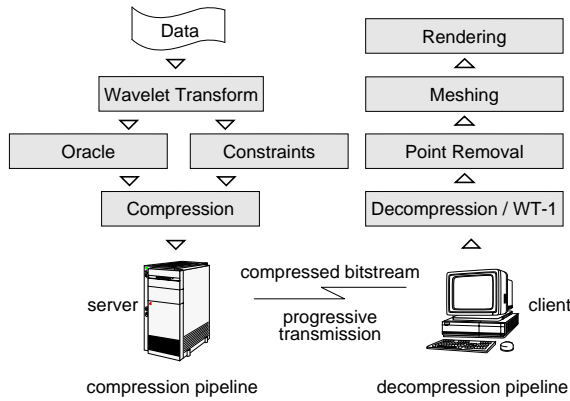 Data
Wavelet Transform
Oracle
Constraints
Compression
server
compression pipeline
compressed bitstream
progressive
transmission
Rendering
Meshing
Point Removal
Decompression / WT-1
client
decompression pipeline